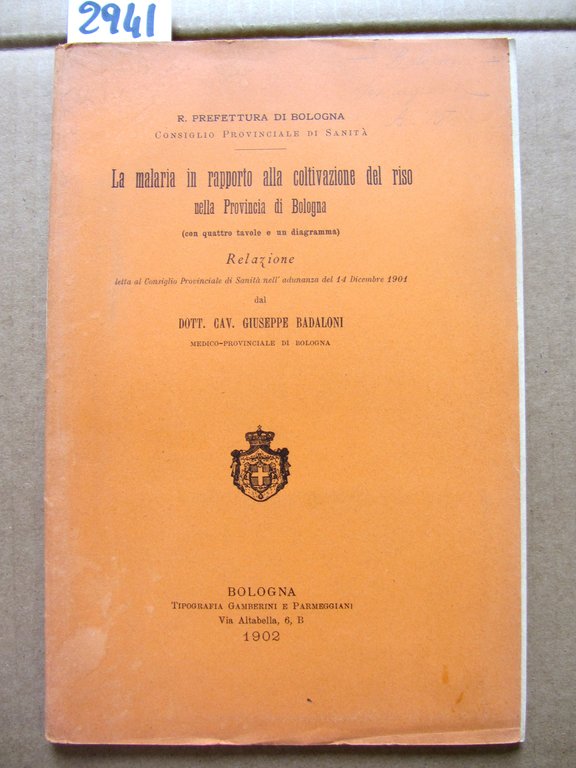 2941
R. PREFETTURA DI BOLOGNA
CONSIGLIO PROVINCIALE DI SANITÀ
La malaria in rapporto alla coltivazione del riso
nella Provincia di Bologna
(con quattro tavole e un diagramma)
Relazione
letta al Consiglio Provinciale di Sanità nell' adunanza del 14 Dicembre 1901
dal
DOTT. CAV. GIUSEPPE BADALONI
MEDICO-PROVINCIALE DI BOLOGNA
BOLOGNA
TIPOGRAFIA GAMBERINI E PARMEGGIANI
Via Altabella, 6, B
1902